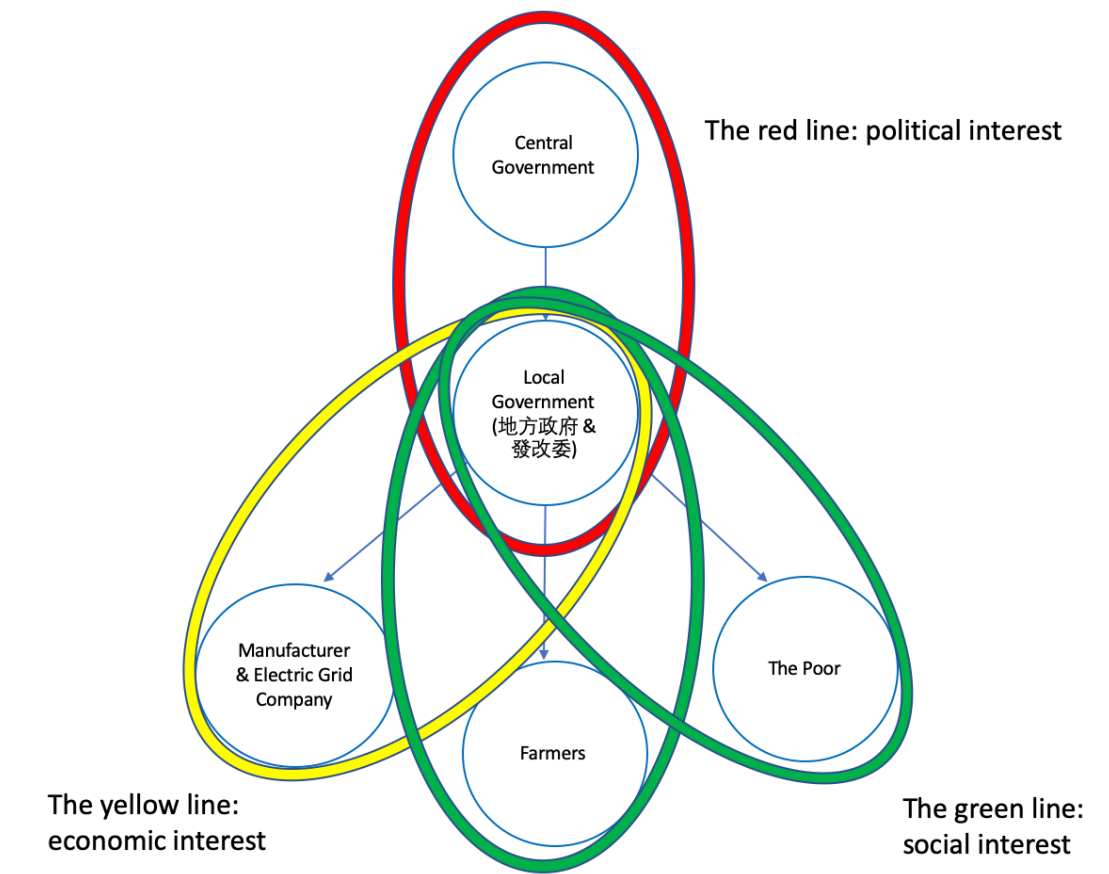 Central
Government
The red line: political interest
Local
Government
(地方政府 &
發改委)
Manufacturer
& Electric Grid
Company
The Poor
Farmers
The yellow line:
economic interest
The green line:
social interest